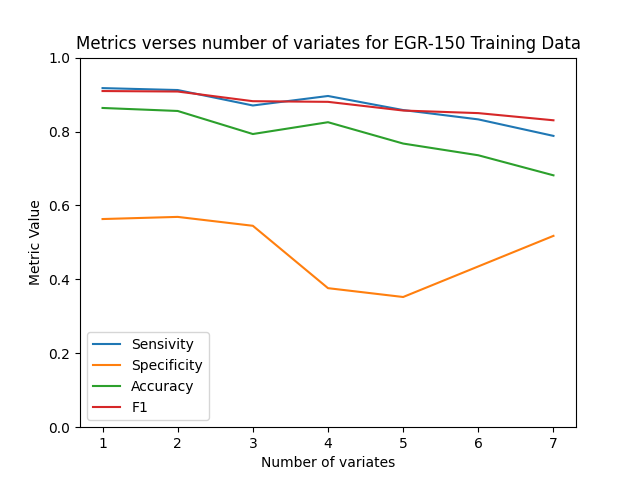 Metrics verses number of variates for EGR-150 Training Data
1.0
0.8
0.6
0.4
0.2
0.0
Metric Value
Sensivity
Specificity
Accuracy
F1
1 2 3 4 5 6 7
Number of variates